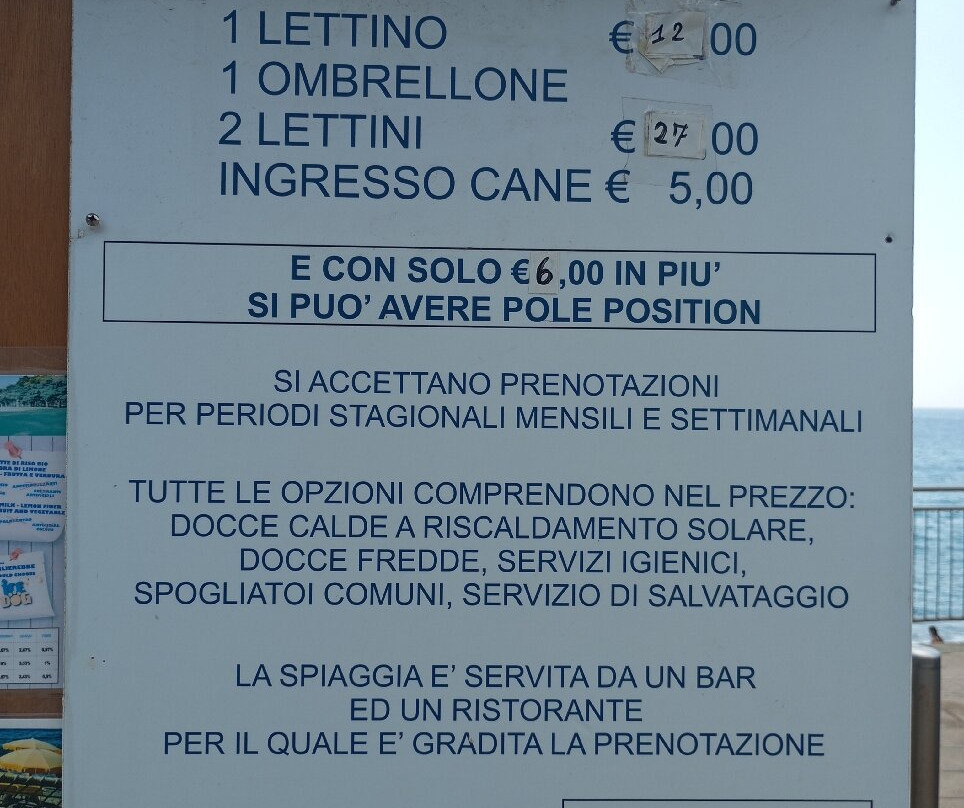 1 LETTINO € 12,00
1 OMBRELLONE
2 LETTINI € 27,00
INGRESSO CANE € 5,00
E CON SOLO €6,00 IN PIU'
SI PUO' AVERE POLE POSITION
SI ACCETTANO PRENOTAZIONI
PER PERIODI STAGIONALI MENSILI E SETTIMANALI
TUTTE LE OPZIONI COMPRENDONO NEL PREZZO:
DOCCE CALDE A RISCALDAMENTO SOLARE,
DOCCE FREDDE, SERVIZI IGIENICI,
SPOGLIATOI COMUNI, SERVIZIO DI SALVATAGGIO
LA SPIAGGIA E' SERVITA DA UN BAR
ED UN RISTORANTE
PER IL QUALE E' GRADITA LA PRENOTAZIONE
DOG